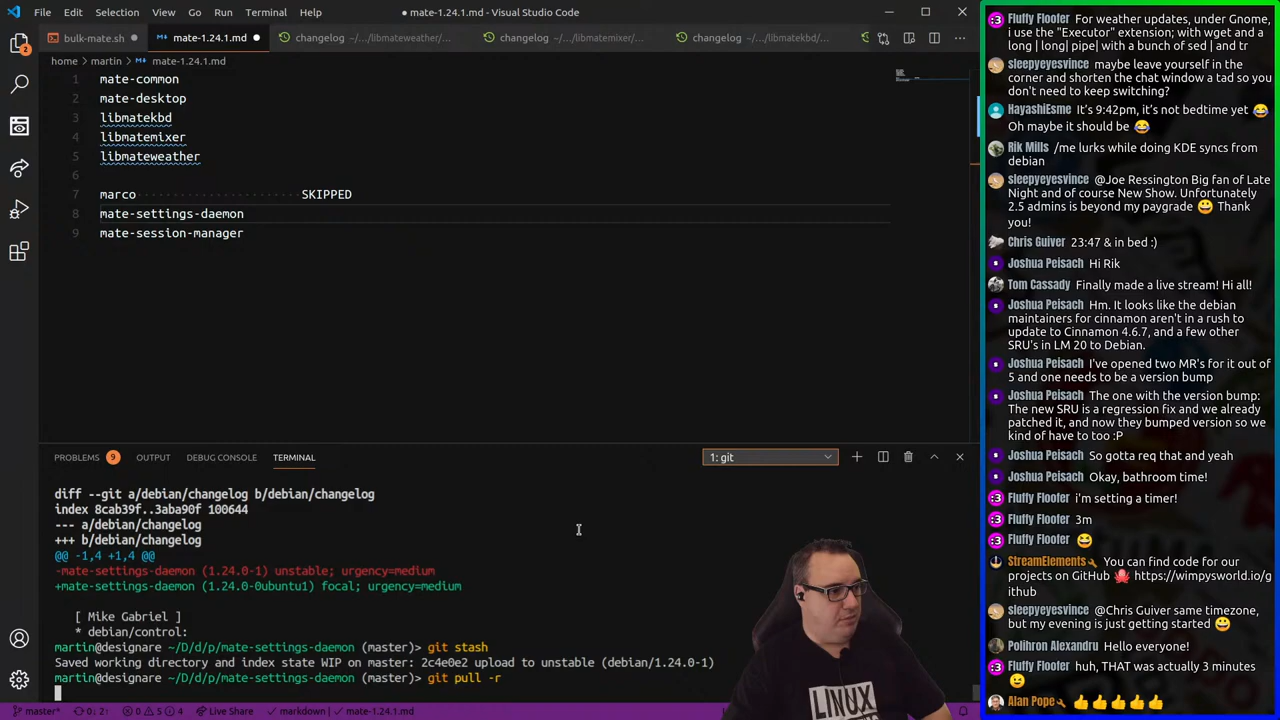 File Edit Selection View Go Run Terminal Help
● mate-1.24.1.md - Visual Studio Code
bulk-mate.sh ● mate-1.24.1.md ● changelog ~/.../libmateweather/... changelog ~/.../libmatemixer/... changelog ~/.../libmatekbd/...
home > martin > mate-1.24.1.md
2
1 mate-common
2 mate-desktop
3 libmatekbd
4 libmatemixer
5 libmateweather
6
7 marco SKIPPED
8 mate-settings-daemon
9 mate-session-manager
PROBLEMS 9 OUTPUT DEBUG CONSOLE TERMINAL 1: git
diff --git a/debian/changelog b/debian/changelog
index 8cab39f..3aba90f 100644
--- a/debian/changelog
+++ b/debian/changelog
@@ -1,4 +1,4 @@
-mate-settings-daemon (1.24.0-1) unstable; urgency=medium
+mate-settings-daemon (1.24.0-0ubuntu1) focal; urgency=medium
[ Mike Gabriel ]
* debian/control:
martin@designare ~/D/d/p/mate-settings-daemon (master)> git stash
Saved working directory and index state WIP on master: 2c4e0e2 upload to unstable (debian/1.24.0-1)
martin@designare ~/D/d/p/mate-settings-daemon (master)> git pull -r
master* 0↓ 2↑ 0 5 4 Live Share markdown | mate-1.24.1.md
LINUX
Fluffy Floofer For weather updates, under Gnome,
i use the "Executor" extension; with wget and a
long | long| pipe| with a bunch of sed | and tr
sleepyeyesvince maybe leave yourself in the
corner and shorten the chat window a tad so you
don't need to keep switching?
HayashiEsme It's 9:42pm, it's not bedtime yet 😂
Oh maybe it should be 😂
Rik Mills /me lurks while doing KDE syncs from
debian
sleepyeyesvince @Joe Ressington Big fan of Late
Night and of course New Show. Unfortunately
2.5 admins is beyond my paygrade 😀 Thank
you!
Chris Guiver 23:47 & in bed :)
Joshua Peisach Hi Rik
Tom Cassady Finally made a live stream! Hi all!
Joshua Peisach Hm. It looks like the debian
maintainers for cinnamon aren't in a rush to
update to Cinnamon 4.6.7, and a few other
SRU's in LM 20 to Debian.
Joshua Peisach I've opened two MR's for it out of
5 and one needs to be a version bump
Joshua Peisach The one with the version bump:
The new SRU is a regression fix and we already
patched it, and now they bumped version so we
kind of have to too :P
Joshua Peisach So gotta req that and yeah
Joshua Peisach Okay, bathroom time!
Fluffy Floofer i'm setting a timer!
Fluffy Floofer 3m
Fluffy Floofer 😂
StreamElements You can find code for our
projects on GitHub 🐙 https://wimpysworld.io/g
ithub
sleepyeyesvince @Chris Guiver same timezone,
but my evening is just getting started 😀
Polihron Alexandru Hello everyone!
Fluffy Floofer huh, THAT was actually 3 minutes
😉
Alan Pope 👍👍👍👍👍